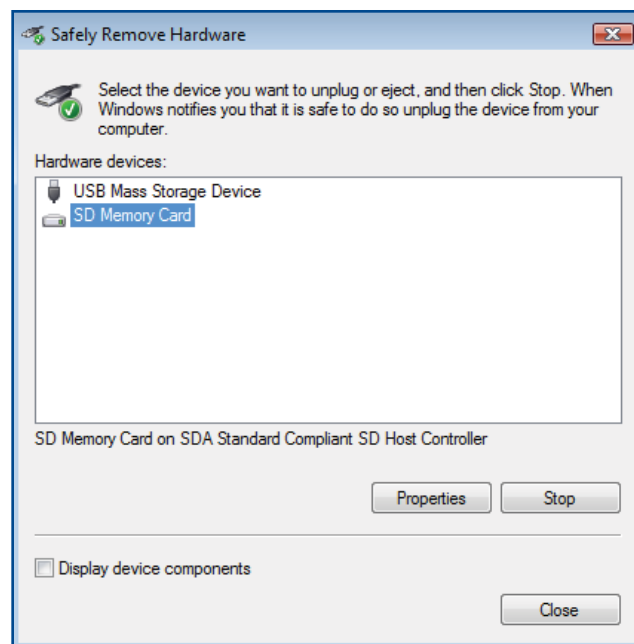 Safely Remove Hardware
Select the device you want to unplug or eject, and then click Stop. When
Windows notifies you that it is safe to do so unplug the device from your
computer.
Hardware devices:
USB Mass Storage Device
SD Memory Card
SD Memory Card on SDA Standard Compliant SD Host Controller
Properties Stop
Display device components
Close